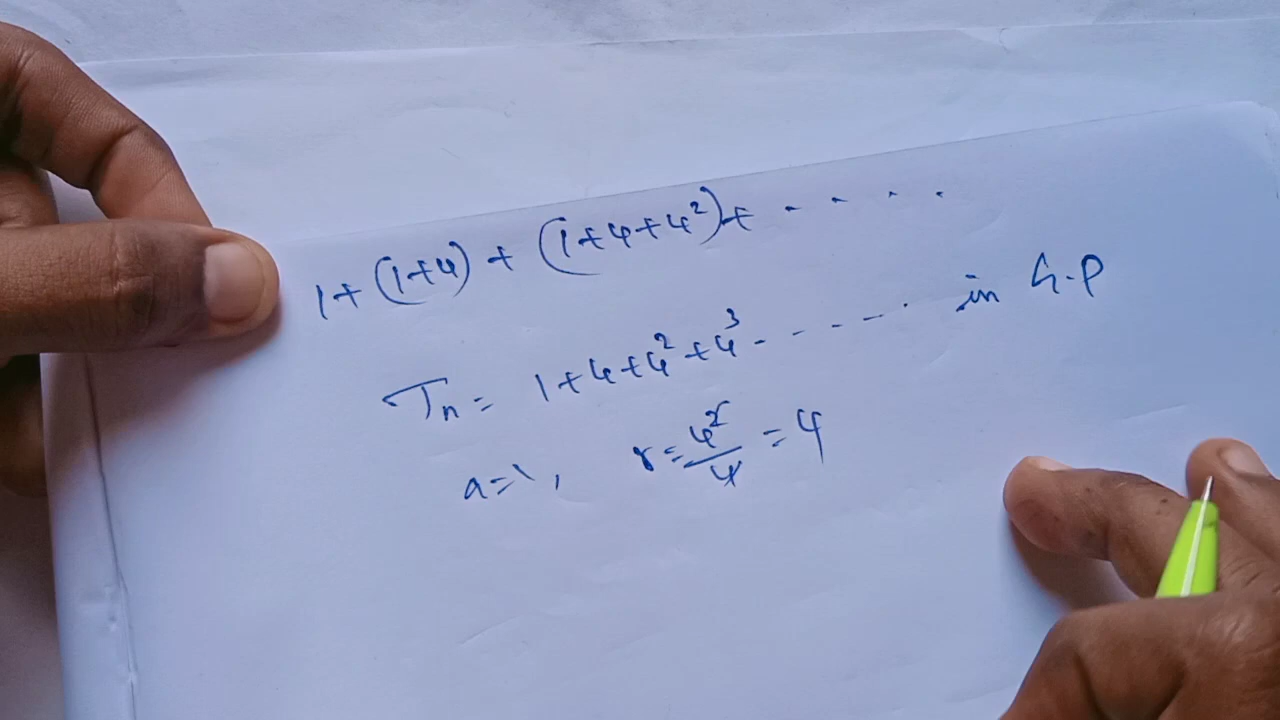 1+(1+4)+(1+4+4²)+-----
Tn = 1+4+4²+4³------ in G.P
a=1, r=4²/4=4